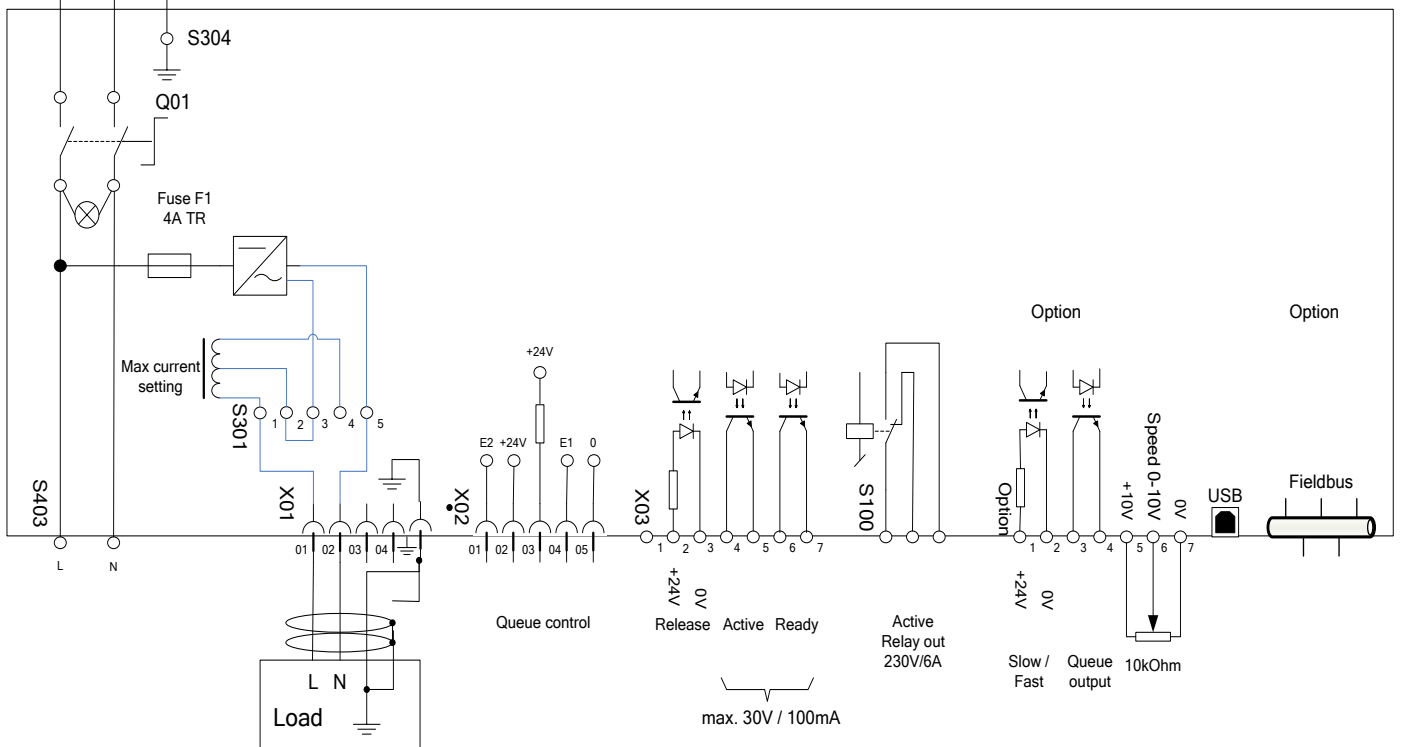 S304
Q01
Fuse F1
4A TR
Option
Option
Max current
setting
+24V
S301
1
2
3
4
5
E2
+24V
E1
0
S403
X01
X02
X03
S100
Option
+10V
Speed 0-10V
0V
USB
Fieldbus
L
N
01
02
03
04
01
02
03
04
05
1
2
3
4
5
6
7
1
2
3
4
5
6
7
+24V
0V
+24V
0V
Queue control
Release
Active
Ready
Active
Relay out
230V/6A
Slow /
Fast
Queue
output
10kOhm
L N
Load
max. 30V / 100mA